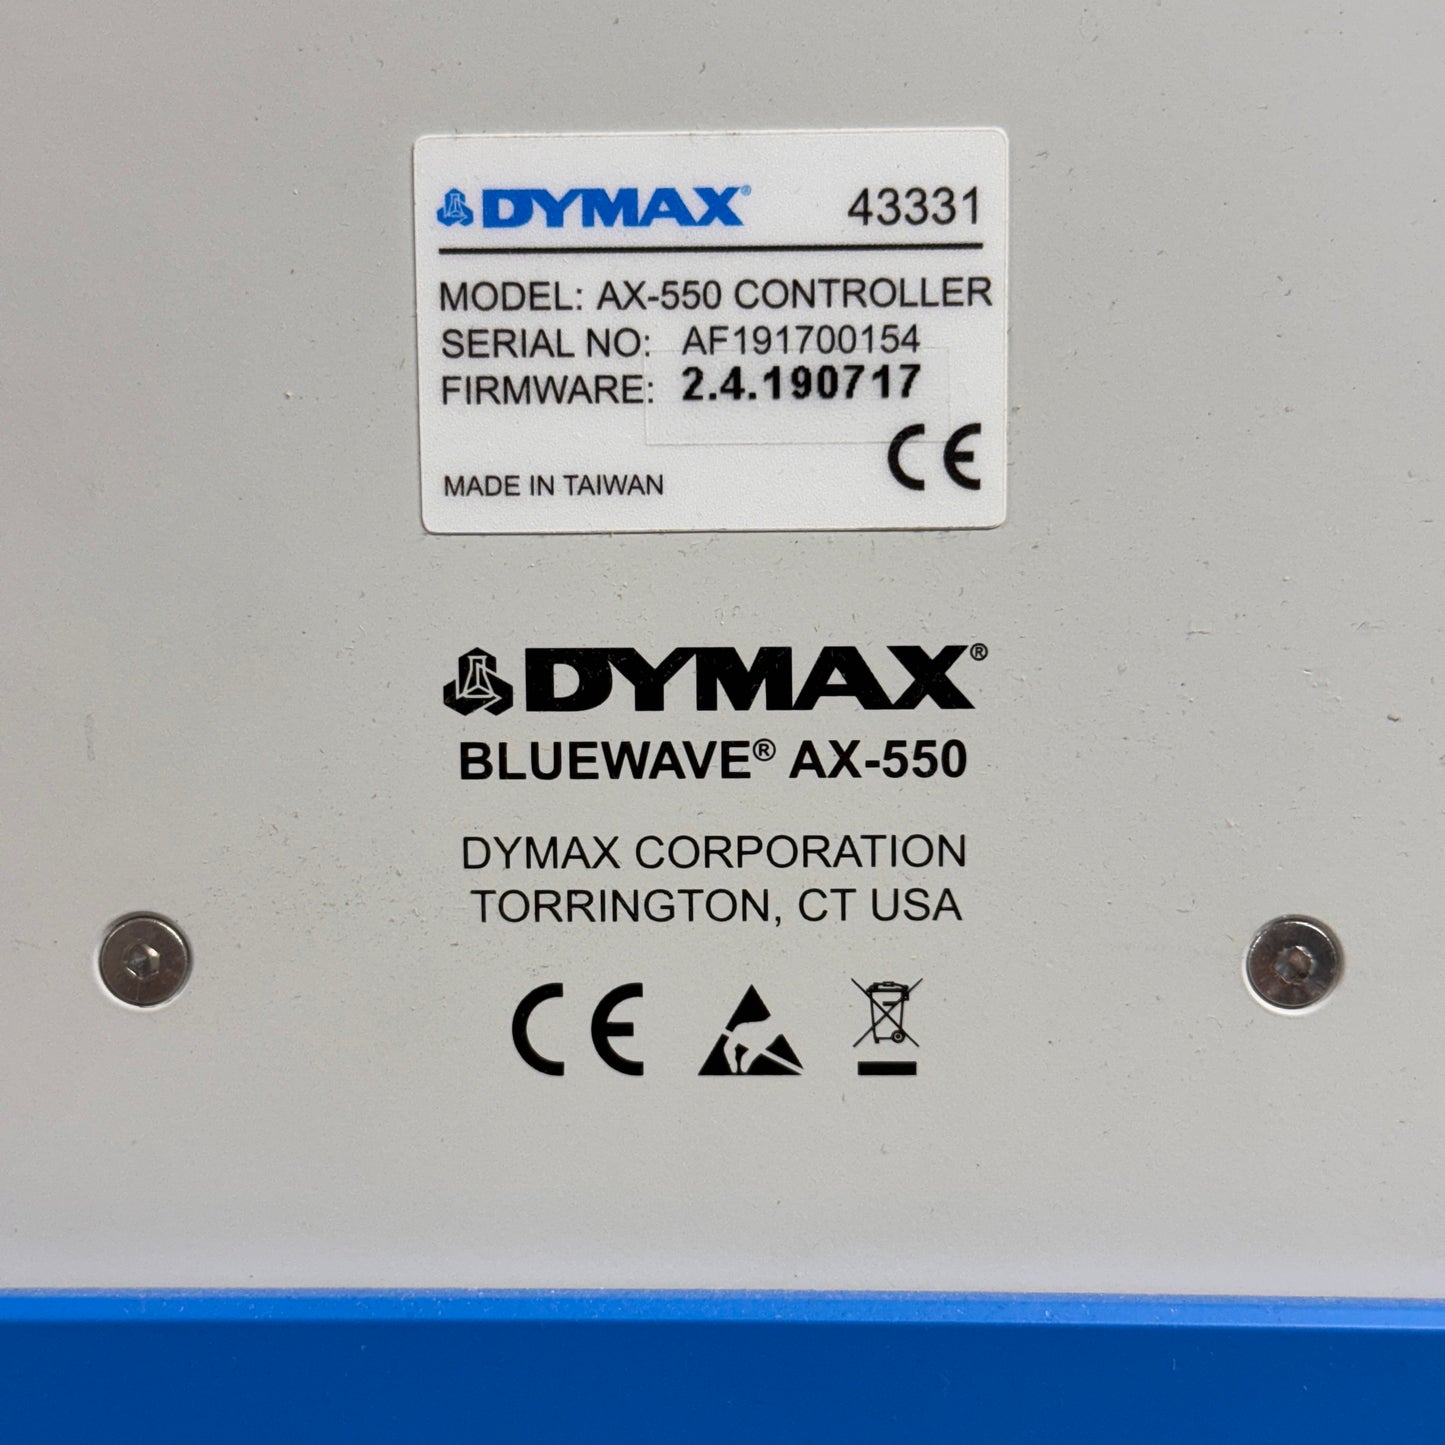 DYMAX® 43331
MODEL: AX-550 CONTROLLER
SERIAL NO: AF191700154
FIRMWARE: 2.4.190717
CE
MADE IN TAIWAN
DYMAX®
BLUEWAVE® AX-550
DYMAX CORPORATION
TORRINGTON, CT USA
CE